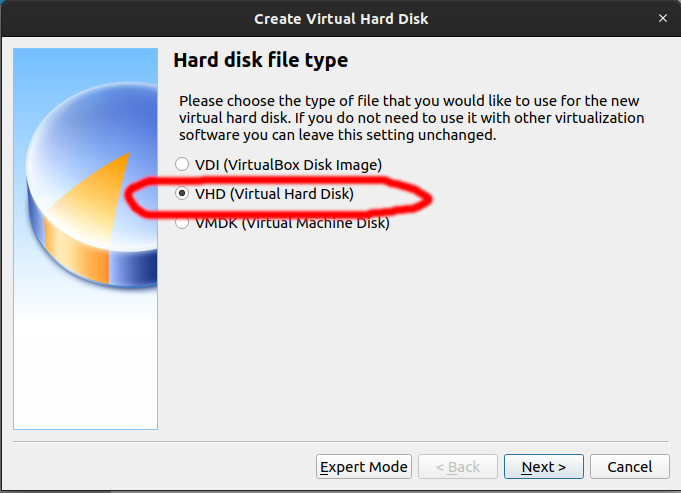 Create Virtual Hard Disk
Hard disk file type
Please choose the type of file that you would like to use for the new
virtual hard disk. If you do not need to use it with other virtualization
software you can leave this setting unchanged.
VDI (VirtualBox Disk Image)
VHD (Virtual Hard Disk)
VMDK (Virtual Machine Disk)
Expert Mode < Back Next > Cancel